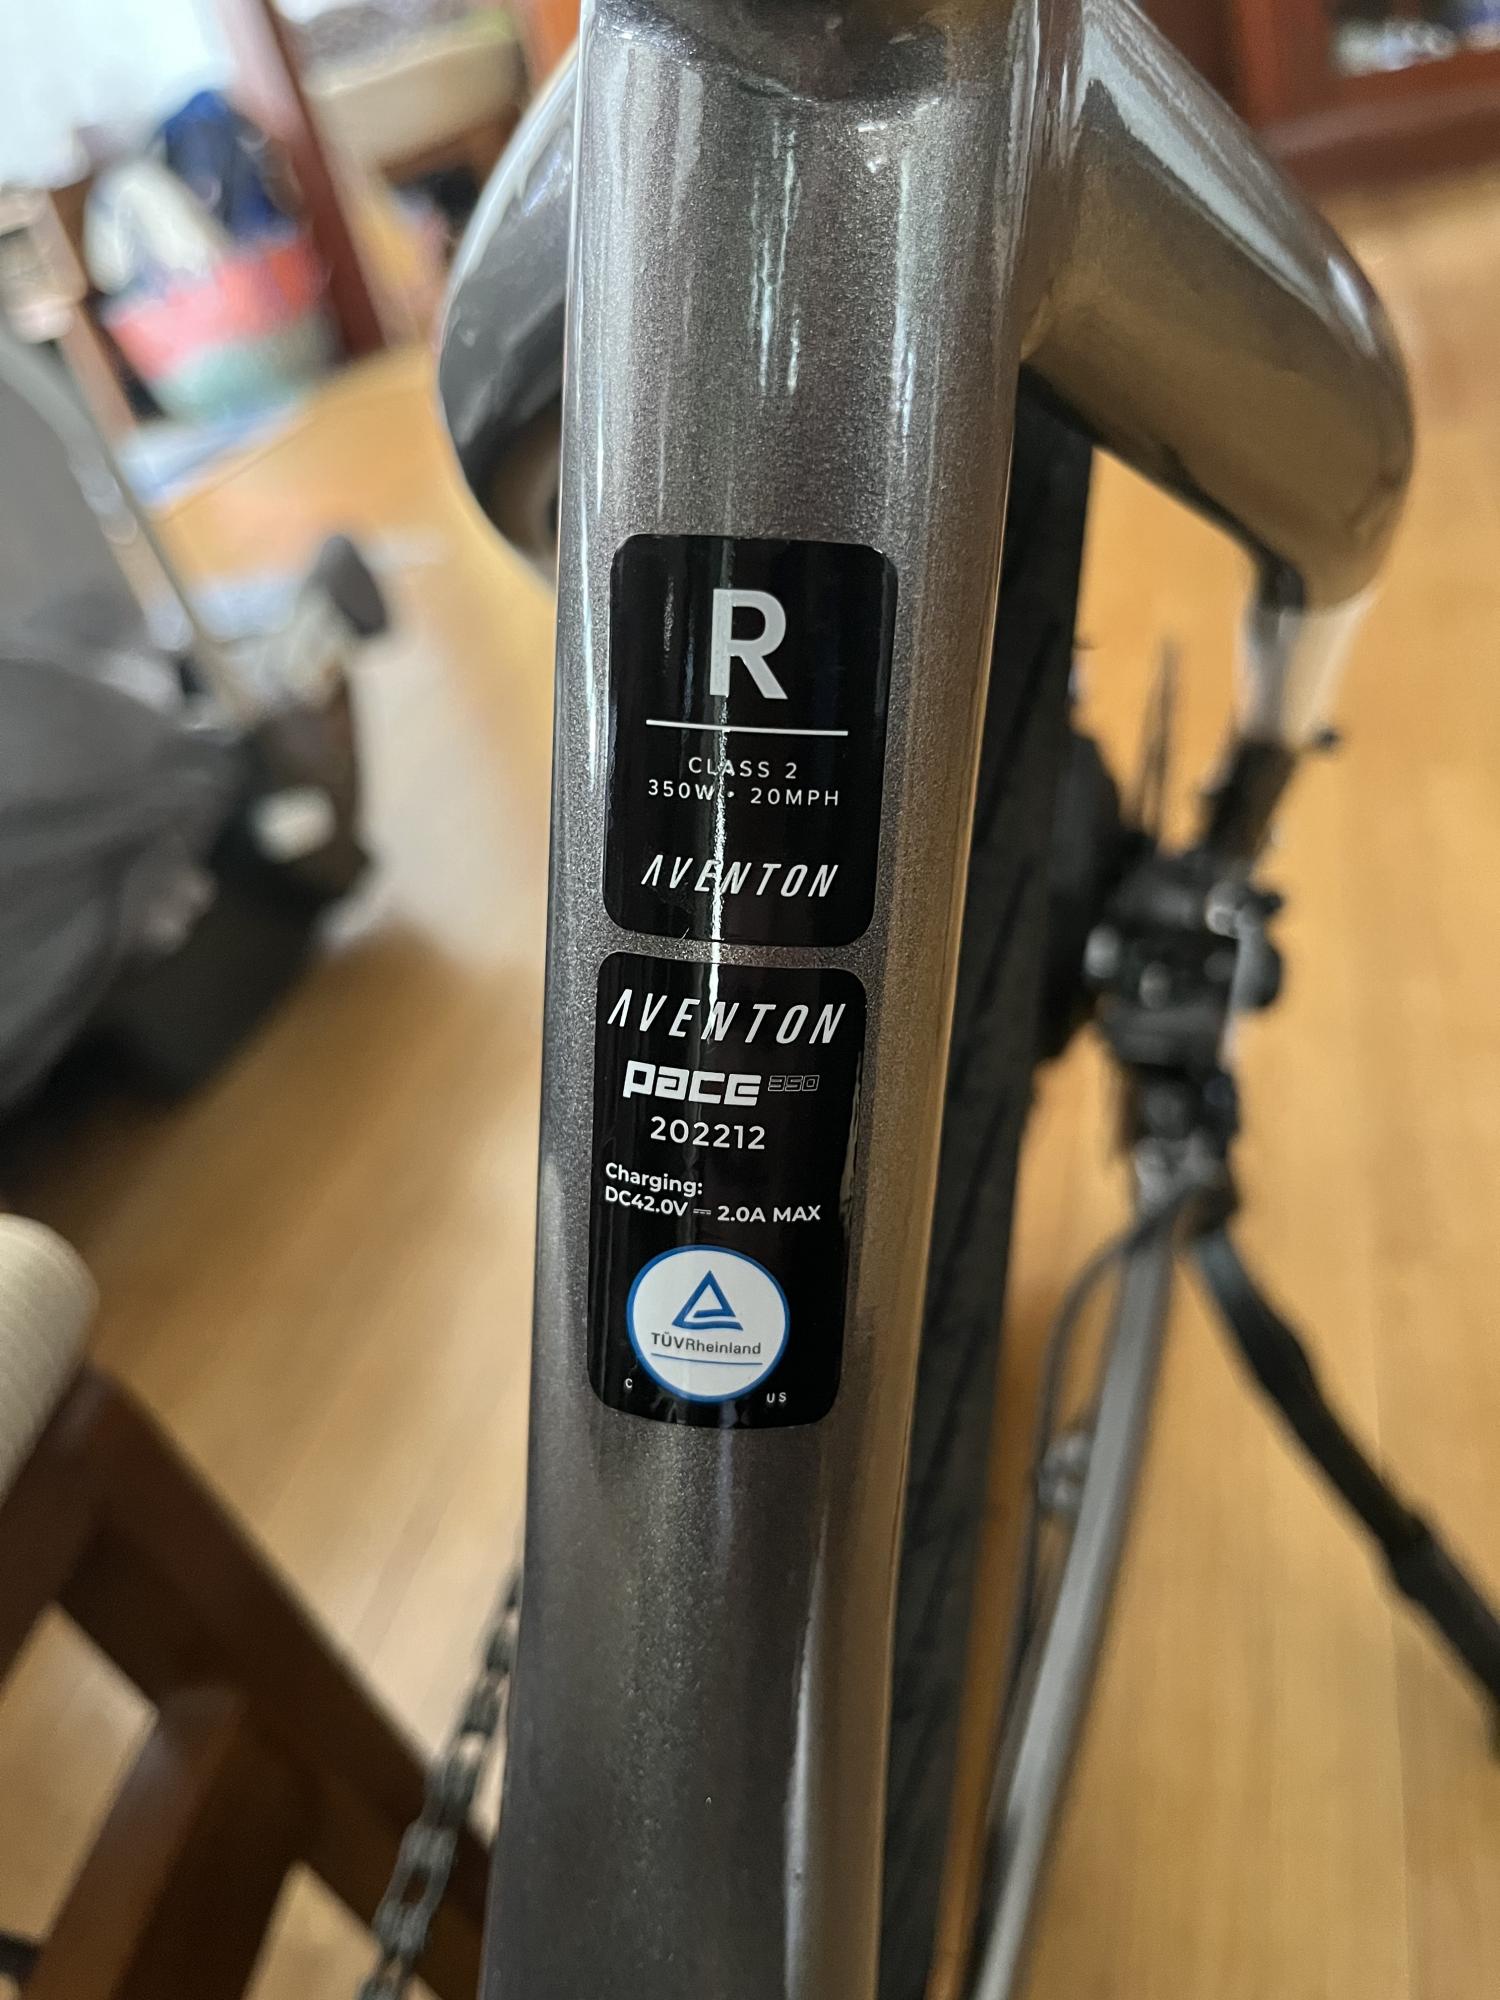 R
CLASS 2
350W • 20MPH
AVENTON
AVENTON
pace 350
202212
Charging:
DC42.0V ⎓ 2.0A MAX
TÜVRheinland
C US